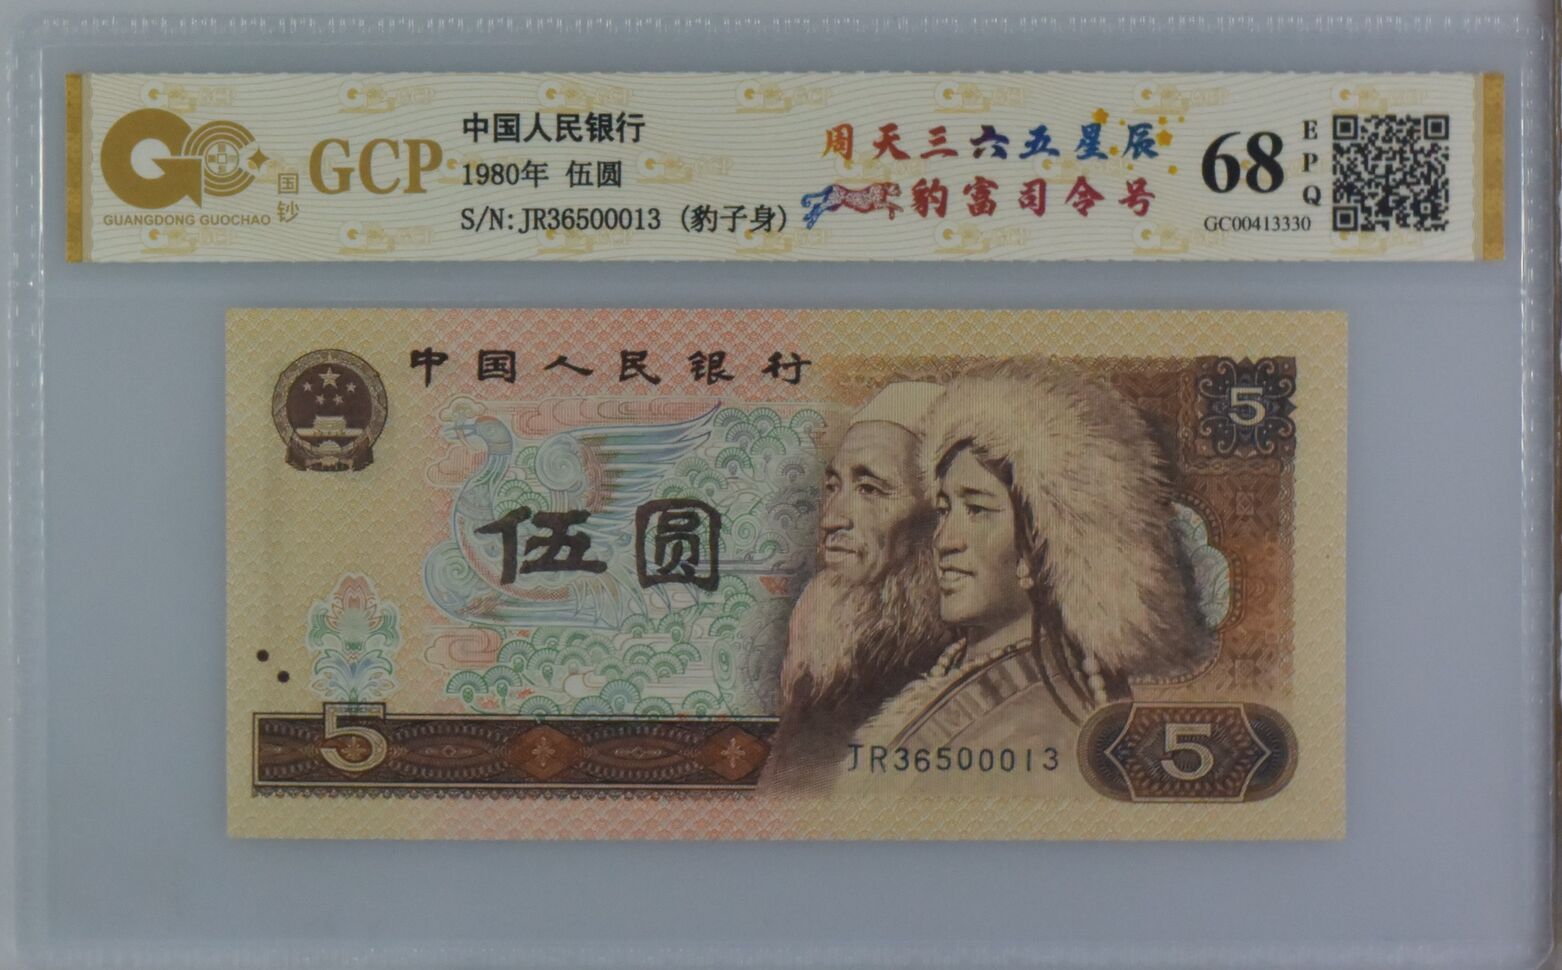 GCP
国钞
GUANGDONG GUOCHAO
中国人民银行
1980年 伍圆
S/N:JR36500013 (豹子身)
周天三六五星辰
豹富司令号
68
EPQ
GC00413330
中国人民银行
5
伍圆
5
JR36500013
5